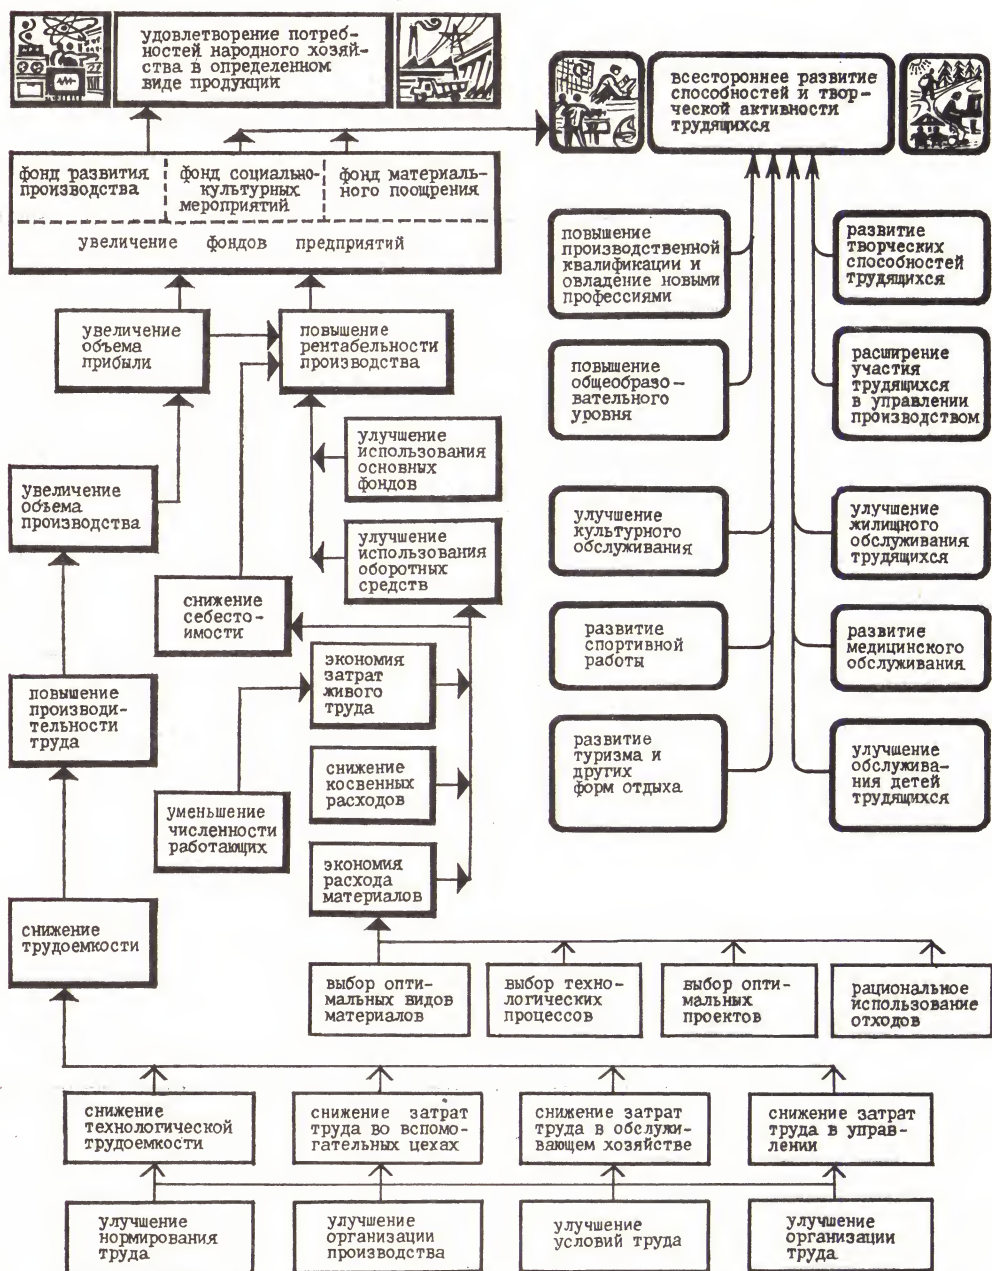 удовлетворение потреб-
ностей народного хозяй-
ства в определенном
виде продукции
всестороннее развитие
способностей и твор-
ческой активности
трудящихся
фонд развития
производства
фонд социально-
культурных
мероприятий
фонд материаль-
ного поощрения
увеличение фондов предприятий
повышение
производственной
квалификации и
овладение новыми
профессиями
развитие
творческих
способностей
трудящихся
увеличение
объема
прибыли
повышение
рентабельности
производства
повышение
общеобразо-
вательного
уровня
расширение
участия
трудящихся
в управлении
производством
улучшение
использования
основных
фондов
увеличение
объема
производства
улучшение
использования
оборотных
средств
улучшение
культурного
обслуживания
улучшение
жилищного
обслуживания
трудящихся
снижение
себесто-
имости
экономия
затрат
живого
труда
развитие
спортивной
работы
развитие
медицинского
обслуживания
повышение
производи-
тельности
труда
снижение
косвенных
расходов
развитие
туризма и
других
форм отдыха
улучшение
обслужива-
ния детей
трудящихся
уменьшение
численности
работающих
экономия
расхода
материалов
снижение
трудоемкости
выбор опти-
мальных видов
материалов
выбор техно-
логических
процессов
выбор опти-
мальных
проектов
рациональное
использование
отходов
снижение
технологической
трудоемкости
снижение затрат
труда во вспомо-
гательных цехах
снижение затрат
труда в обслужи-
вающем хозяйстве
снижение затрат
труда в управ-
лении
улучшение
нормирования
труда
улучшение
организации
производства
улучшение
условий труда
улучшение
организации
труда